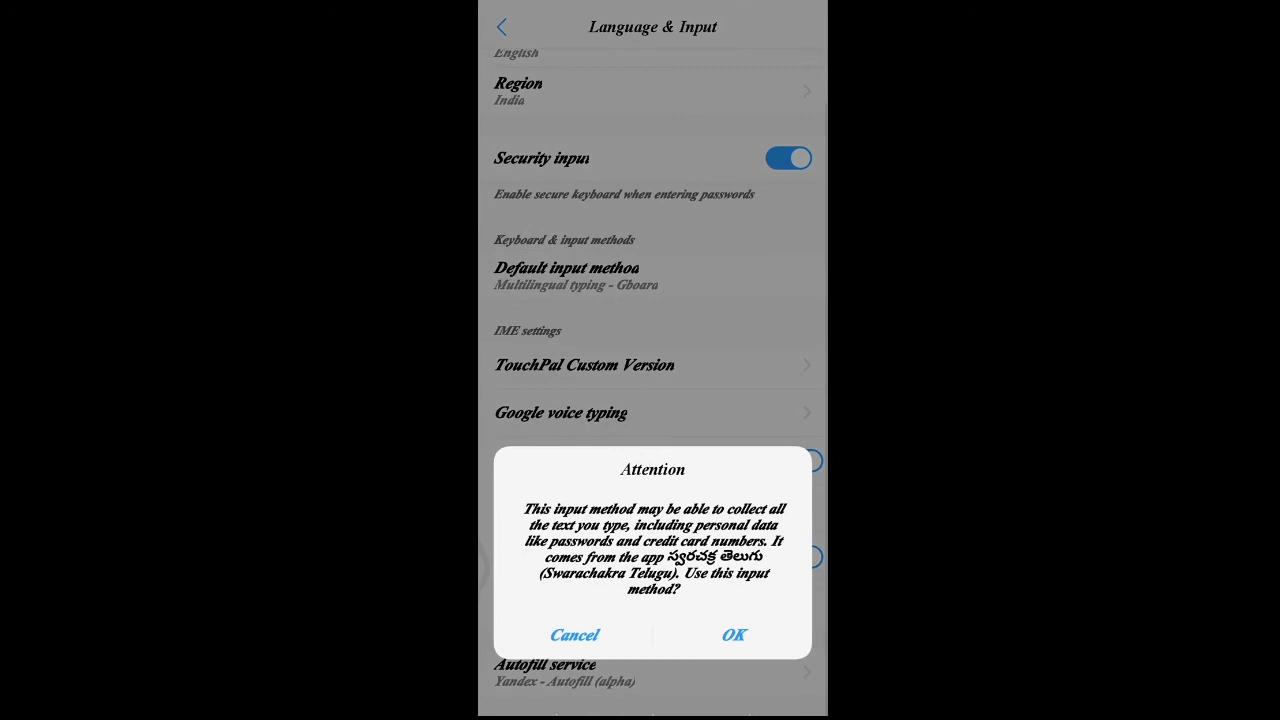 Language & Input
English
Region
India
Security input
Enable secure keyboard when entering passwords
Keyboard & input methods
Default input method
Multilingual typing - Gboard
IME settings
TouchPal Custom Version
Google voice typing
Attention
This input method may be able to collect all
the text you type, including personal data
like passwords and credit card numbers. It
comes from the app స్వరచక్ర తెలుగు
(Swarachakra Telugu). Use this input
method?
Cancel
OK
Autofill service
Yandex - Autofill (alpha)